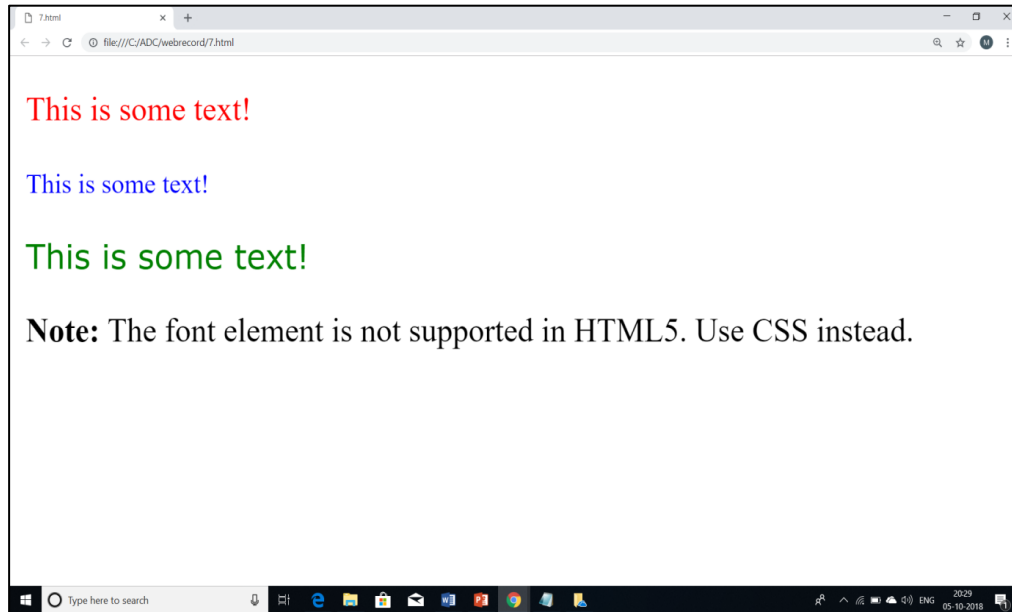 7.html
file:///C:/ADC/webrecord/7.html
M
This is some text!
This is some text!
This is some text!
Note: The font element is not supported in HTML5. Use CSS instead.
Type here to search
ENG
20:29
05-10-2018